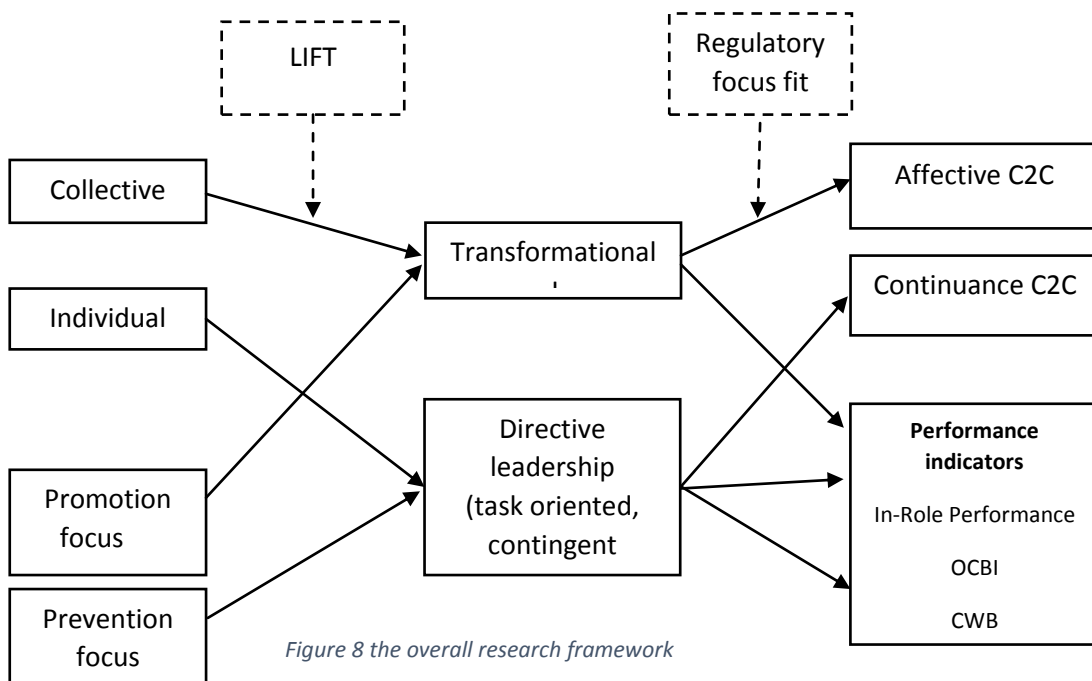 LIFT
Regulatory
focus fit
Collective
Affective C2C
Transformational
Continuance C2C
Individual
Directive
leadership
(task oriented,
contingent
Performance
indicators
In-Role Performance
OCBI
CWB
Promotion
focus
Prevention
focus
Figure 8 the overall research framework